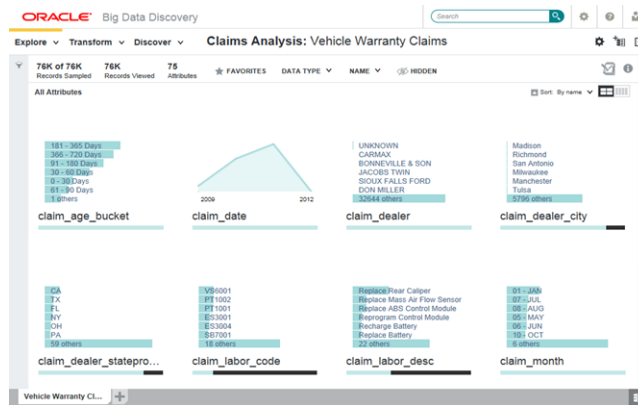 ORACLE® Big Data Discovery
Search
Explore Transform Discover
Claims Analysis: Vehicle Warranty Claims
76K of 76K
Records Sampled
76K
Records Viewed
75
Attributes
FAVORITES
DATA TYPE
NAME
HIDDEN
All Attributes
Sort: By name
181 - 365 Days
366 - 720 Days
91 - 180 Days
30 - 60 Days
0 - 30 Days
61 - 90 Days
1 others
claim_age_bucket
2009 2012
claim_date
UNKNOWN
CARMAX
BONNEVILLE & SON
JACOBS TWIN
SIOUX FALLS FORD
DON MILLER
32644 others
claim_dealer
Madison
Richmond
San Antonio
Milwaukee
Manchester
Tulsa
5796 others
claim_dealer_city
CA
TX
FL
NY
OH
PA
59 others
claim_dealer_statepro...
VS6001
PT1002
PT1001
ES3001
ES3004
SB7001
18 others
claim_labor_code
Replace Rear Caliper
Replace Mass Air Flow Sensor
Replace ABS Control Module
Reprogram Control Module
Recharge Battery
Replace Battery
22 others
claim_labor_desc
01 - JAN
07 - JUL
08 - AUG
05 - MAY
06 - JUN
10 - OCT
6 others
claim_month
Vehicle Warranty Cl...